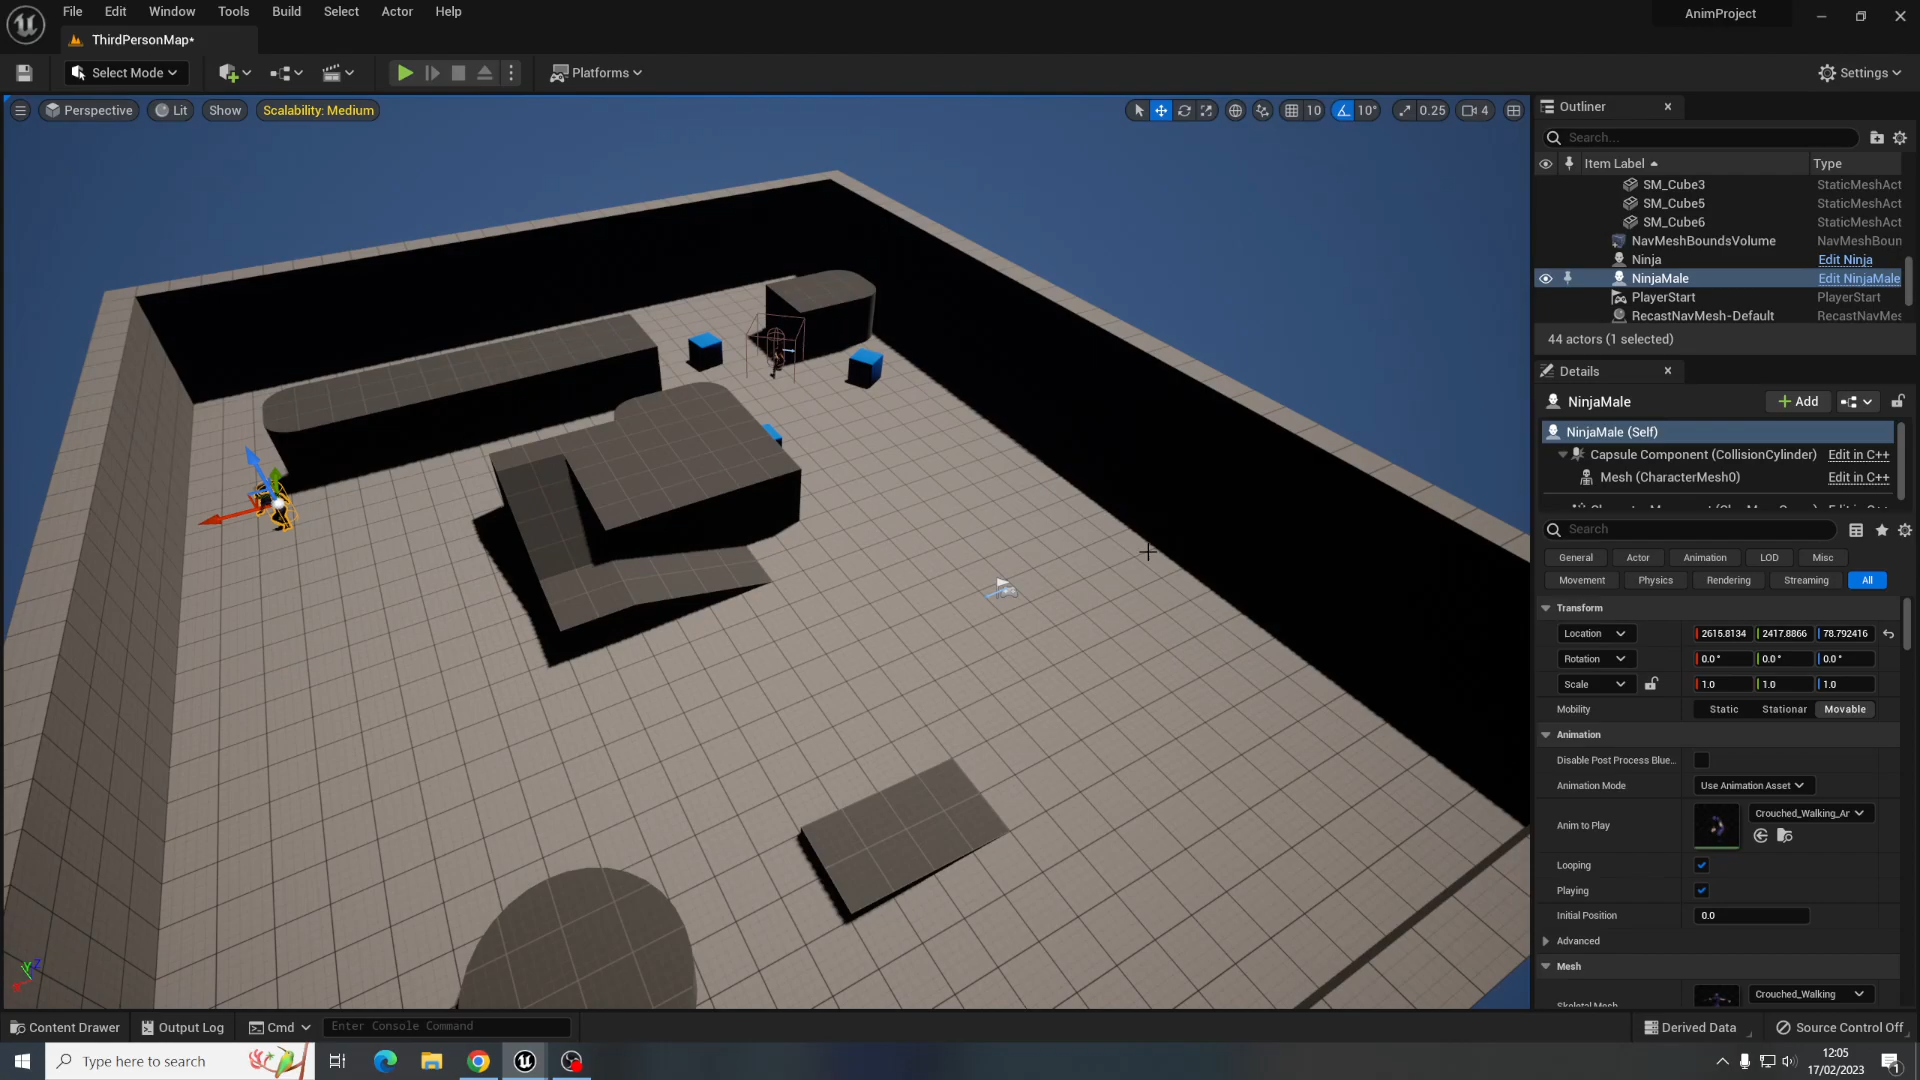 File Edit Window Tools Build Select Actor Help
AnimProject
ThirdPersonMap*
Select Mode
Platforms
Settings
Perspective Lit Show Scalability: Medium
10 10° 0.25 4
Outliner
Search...
Item Label Type
SM_Cube3 StaticMeshAct
SM_Cube5 StaticMeshAct
SM_Cube6 StaticMeshAct
NavMeshBoundsVolume NavMeshBoun
Ninja Edit Ninja
NinjaMale Edit NinjaMale
PlayerStart PlayerStart
RecastNavMesh-Default RecastNavMes
44 actors (1 selected)
Details
NinjaMale Add
NinjaMale (Self)
Capsule Component (CollisionCylinder) Edit in C++
Mesh (CharacterMesh0) Edit in C++
Search
General Actor Animation LOD Misc
Movement Physics Rendering Streaming All
Transform
Location 2615.8134 2417.8866 78.792416
Rotation 0.0° 0.0° 0.0°
Scale 1.0 1.0 1.0
Mobility Static Stationar Movable
Animation
Disable Post Process Blue...
Animation Mode Use Animation Asset
Anim to Play Crouched_Walking_Ar
Looping
Playing
Initial Position 0.0
Advanced
Mesh
Skeletal Mesh Crouched_Walking
Content Drawer Output Log Cmd Enter Console Command
Derived Data Source Control Off
Type here to search
12:05
17/02/2023
1